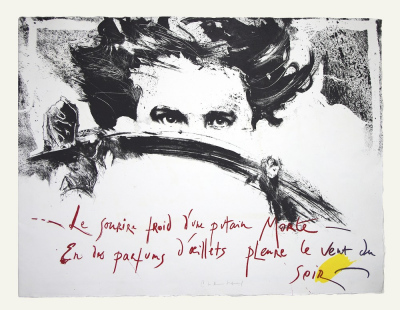 Le sourire froid d'une putain Morte
En des parfums d'œillets pleure le vent du
soir